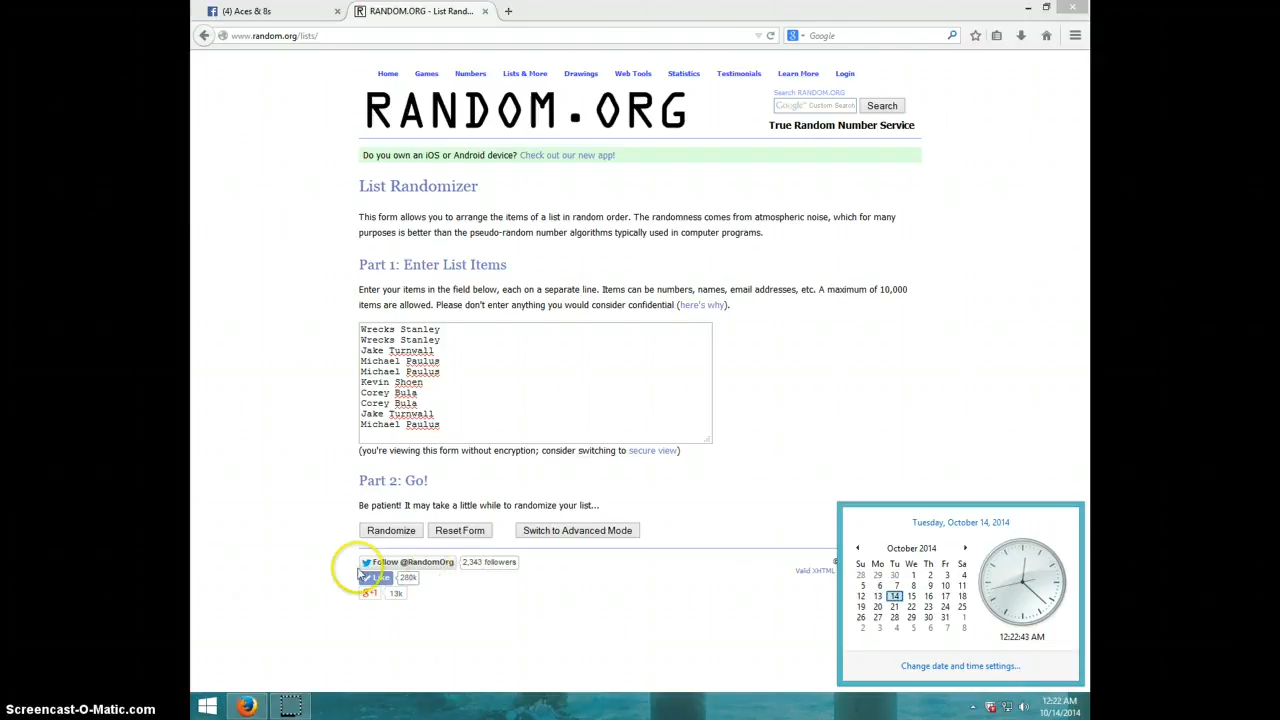 (4) Aces & 8s
RANDOM.ORG - List Rand...
www.random.org/lists/
Google
Home Games Numbers Lists & More Drawings Web Tools Statistics Testimonials Learn More Login
RANDOM.ORG
Search RANDOM.ORG
Google™ Custom Search Search
True Random Number Service
Do you own an iOS or Android device? Check out our new app!
List Randomizer
This form allows you to arrange the items of a list in random order. The randomness comes from atmospheric noise, which for many
purposes is better than the pseudo-random number algorithms typically used in computer programs.
Part 1: Enter List Items
Enter your items in the field below, each on a separate line. Items can be numbers, names, email addresses, etc. A maximum of 10,000
items are allowed. Please don't enter anything you would consider confidential (here's why).
Wrecks Stanley
Wrecks Stanley
Jake Turnwall
Michael Paulus
Michael Paulus
Kevin Shoen
Corey Bula
Corey Bula
Jake Turnwall
Michael Paulus
(you're viewing this form without encryption; consider switching to secure view)
Part 2: Go!
Be patient! It may take a little while to randomize your list...
Randomize Reset Form Switch to Advanced Mode
Follow @RandomOrg 2,343 followers
Like 280k
+1 13k
©
Valid XHTML
Tuesday, October 14, 2014
October 2014
Su Mo Tu We Th Fr Sa
28 29 30 1 2 3 4
5 6 7 8 9 10 11
12 13 14 15 16 17 18
19 20 21 22 23 24 25
26 27 28 29 30 31 1
2 3 4 5 6 7 8
12:22:43 AM
Change date and time settings...
12:22 AM
10/14/2014
Screencast-O-Matic.com